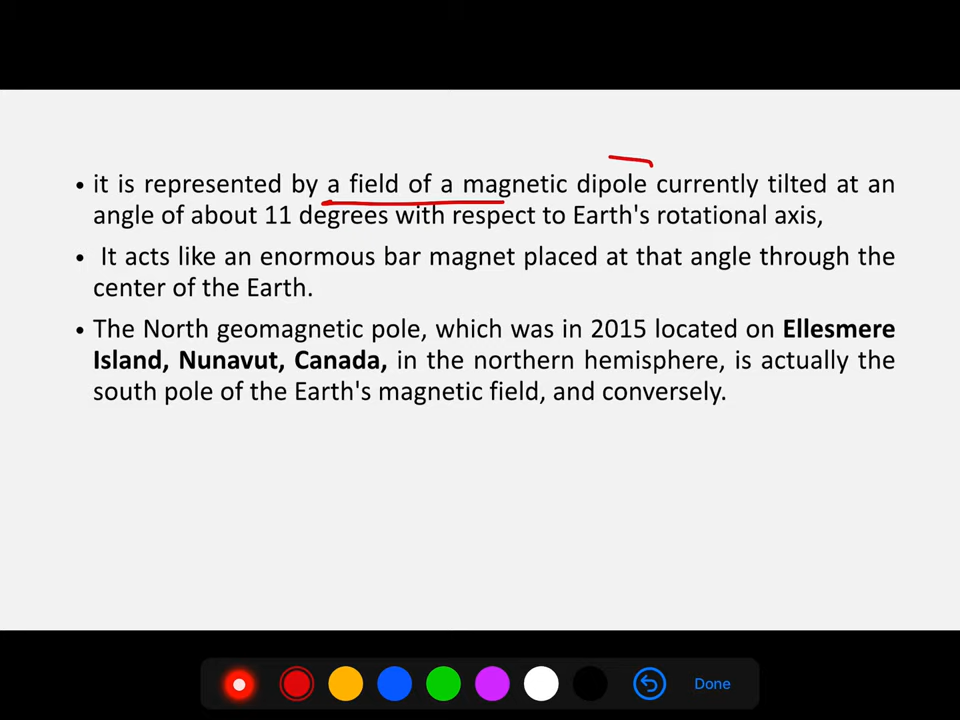 • it is represented by a field of a magnetic dipole currently tilted at an
angle of about 11 degrees with respect to Earth's rotational axis,
• It acts like an enormous bar magnet placed at that angle through the
center of the Earth.
• The North geomagnetic pole, which was in 2015 located on Ellesmere
Island, Nunavut, Canada, in the northern hemisphere, is actually the
south pole of the Earth's magnetic field, and conversely.
Done